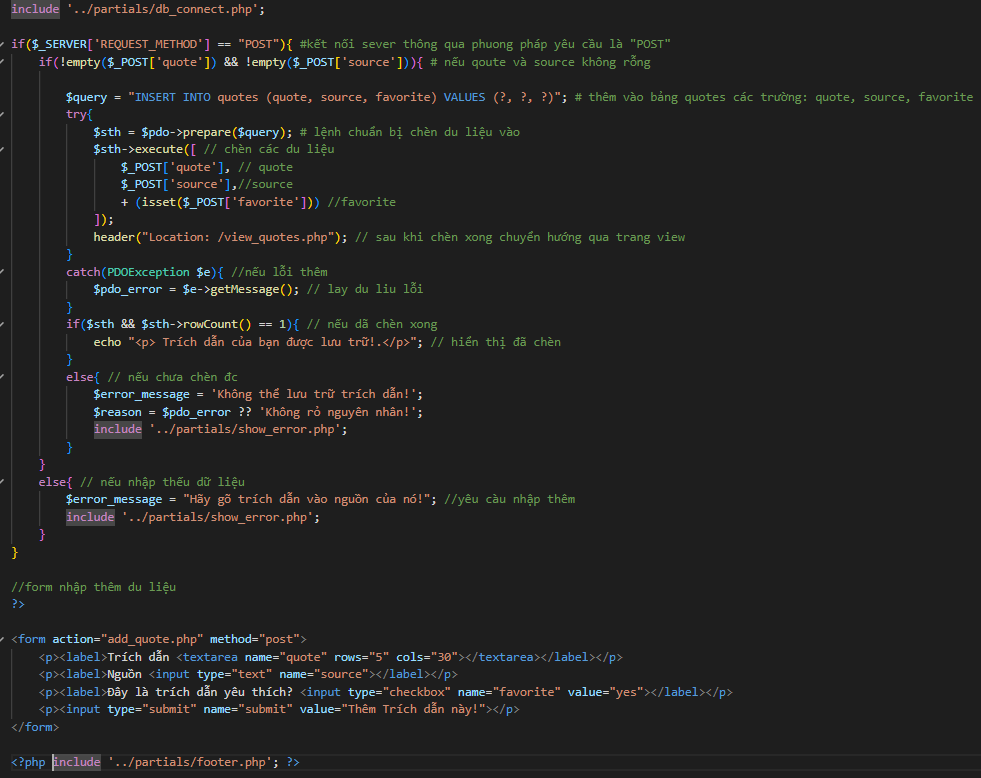 include '../partials/db_connect.php';
if($_SERVER['REQUEST_METHOD'] == "POST"){ #kết nối sever thông qua phuong pháp yêu cầu là "POST"
if(!empty($_POST['quote']) && !empty($_POST['source'])){ # nếu qoute và source không rỗng
$query = "INSERT INTO quotes (quote, source, favorite) VALUES (?, ?, ?)"; # thêm vào bảng quotes các trường: quote, source, favorite
try{
$sth = $pdo->prepare($query); # lệnh chuẩn bị chèn du liệu vào
$sth->execute([ // chèn các du liệu
$_POST['quote'], // quote
$_POST['source'],//source
+ (isset($_POST['favorite'])) //favorite
]);
header("Location: /view_quotes.php"); // sau khi chèn xong chuyển hướng qua trang view
}
catch(PDOException $e){ //nếu lỗi thêm
$pdo_error = $e->getMessage(); // lay du liu lỗi
}
if($sth && $sth->rowCount() == 1){ // nếu dã chèn xong
echo "<p> Trích dẫn của bạn được lưu trữ!.</p>"; // hiển thị đã chèn
}
else{ // nếu chưa chèn đc
$error_message = 'Không thể lưu trữ trích dẫn!';
$reason = $pdo_error ?? 'Không rỏ nguyên nhân!';
include '../partials/show_error.php';
}
}
else{ // nếu nhập thếu dữ liệu
$error_message = "Hãy gõ trích dẫn vào nguồn của nó!"; //yêu càu nhập thêm
include '../partials/show_error.php';
}
}
//form nhập thêm du liệu
?>
<form action="add_quote.php" method="post">
<p><label>Trích dẫn <textarea name="quote" rows="5" cols="30"></textarea></label></p>
<p><label>Nguồn <input type="text" name="source"></label></p>
<p><label>Đây là trích dẫn yêu thích? <input type="checkbox" name="favorite" value="yes"></label></p>
<p><input type="submit" name="submit" value="Thêm Trích dẫn này!"></p>
</form>
<?php include '../partials/footer.php'; ?>